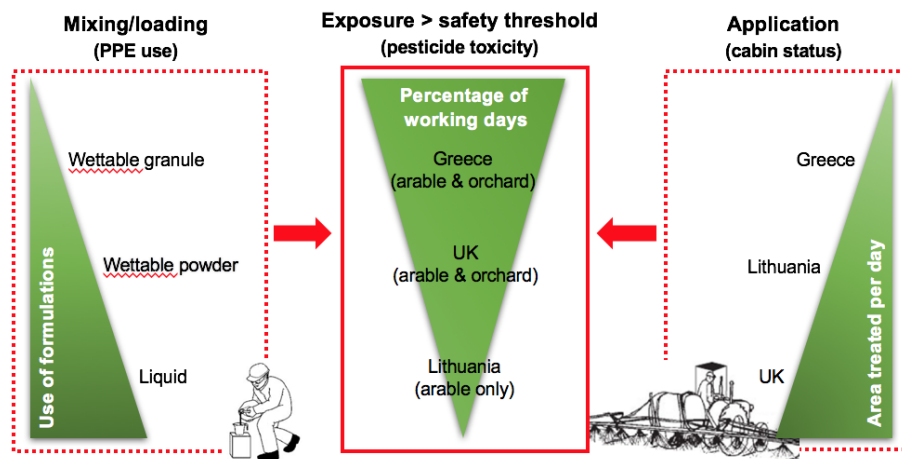 Mixing/loading
(PPE use)
Use of formulations
Wettable granule
Wettable powder
Liquid
Exposure > safety threshold
(pesticide toxicity)
Percentage of
working days
Greece
(arable & orchard)
UK
(arable & orchard)
Lithuania
(arable only)
Application
(cabin status)
Greece
Lithuania
UK
Area treated per day